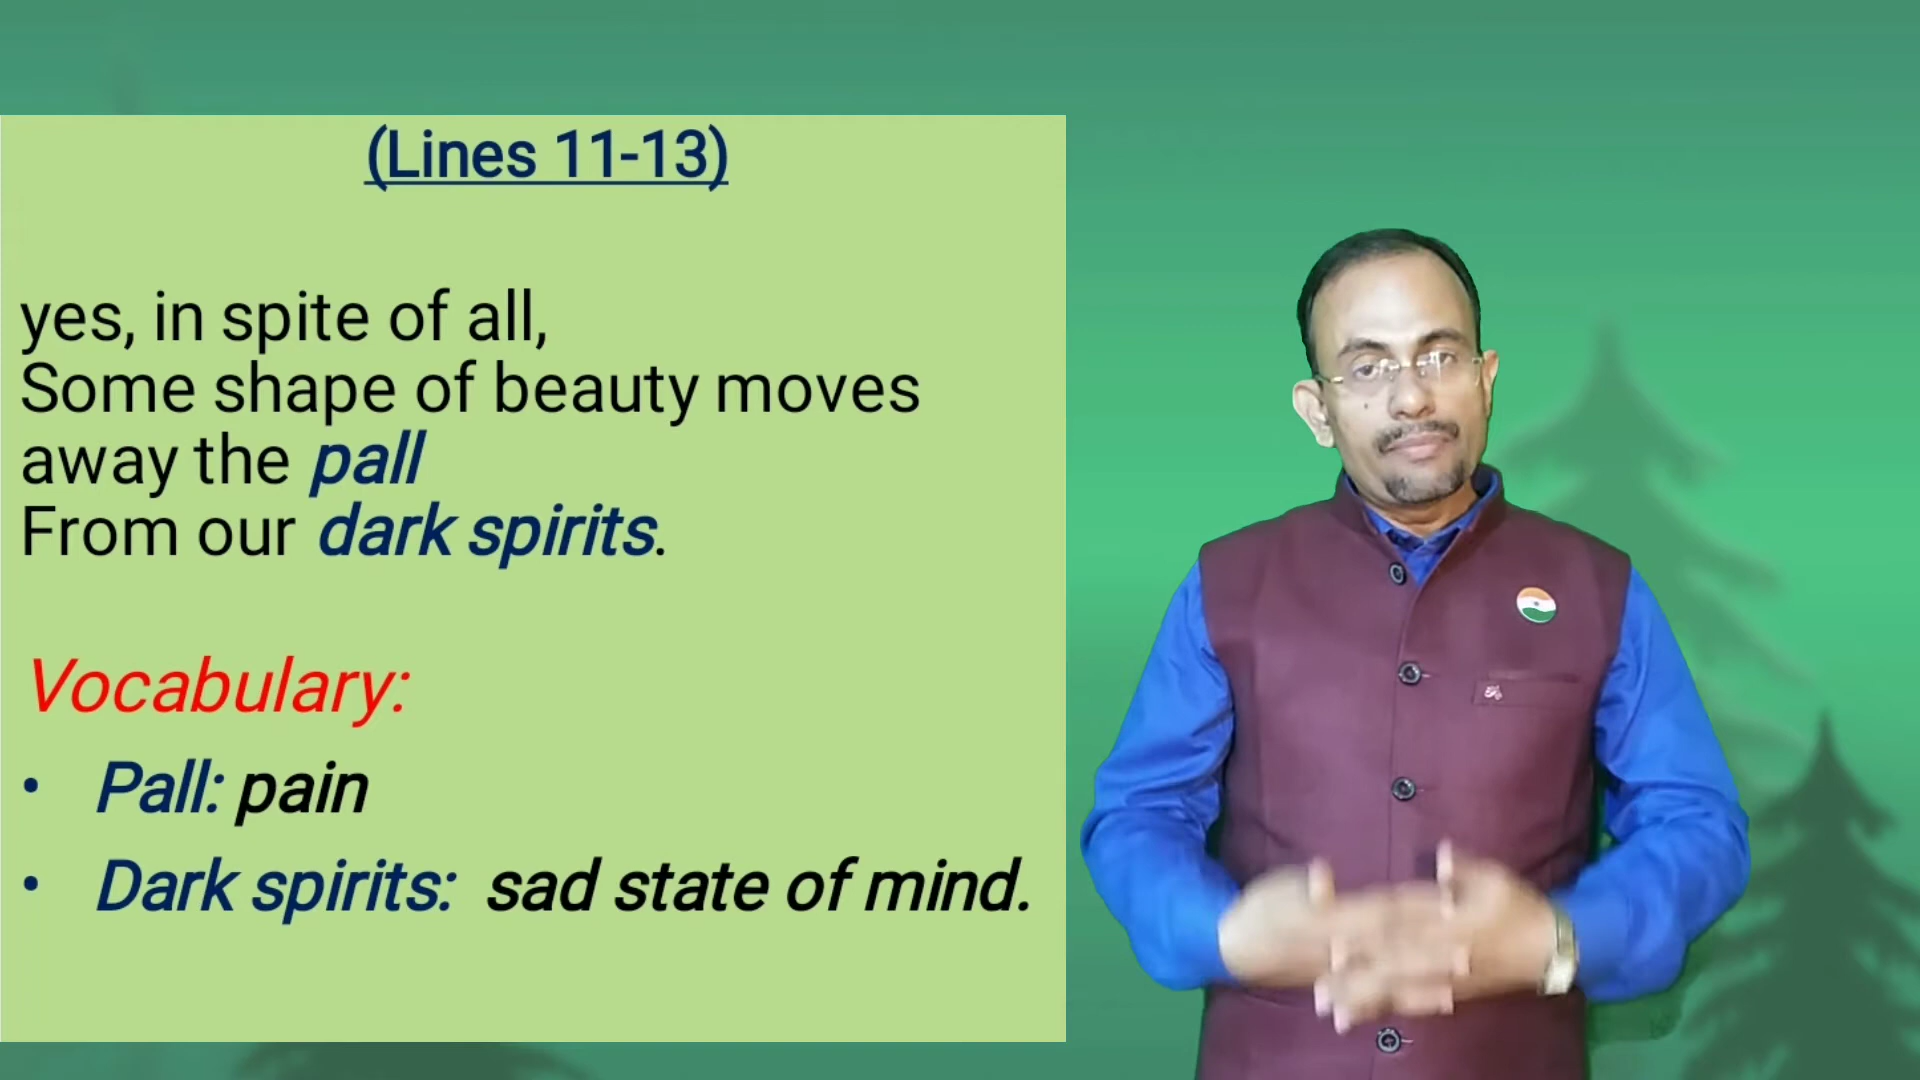 (Lines 11-13)
yes, in spite of all,
Some shape of beauty moves
away the pall
From our dark spirits.
Vocabulary:
• Pall: pain
• Dark spirits: sad state of mind.